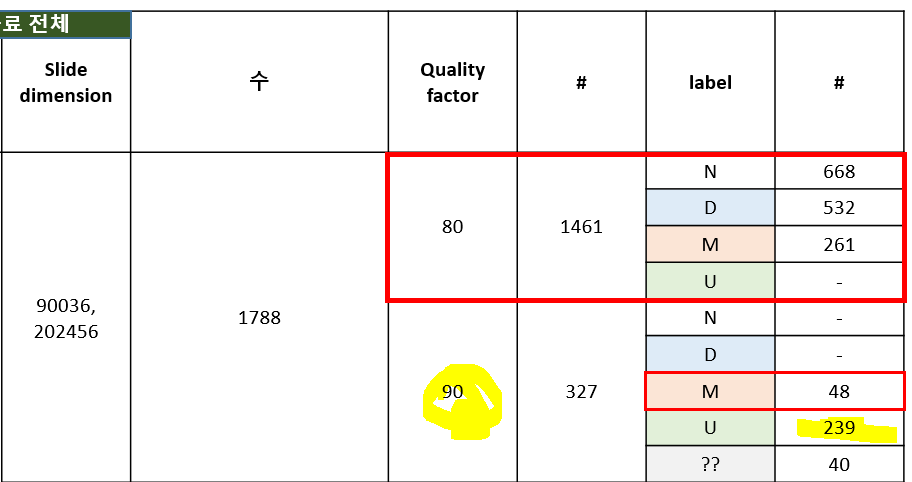 료 전체
Slide dimension
수
Quality factor
#
label
#
90036, 202456
1788
80
1461
N
668
D
532
M
261
U
-
90
327
N
-
D
-
M
48
U
239
??
40